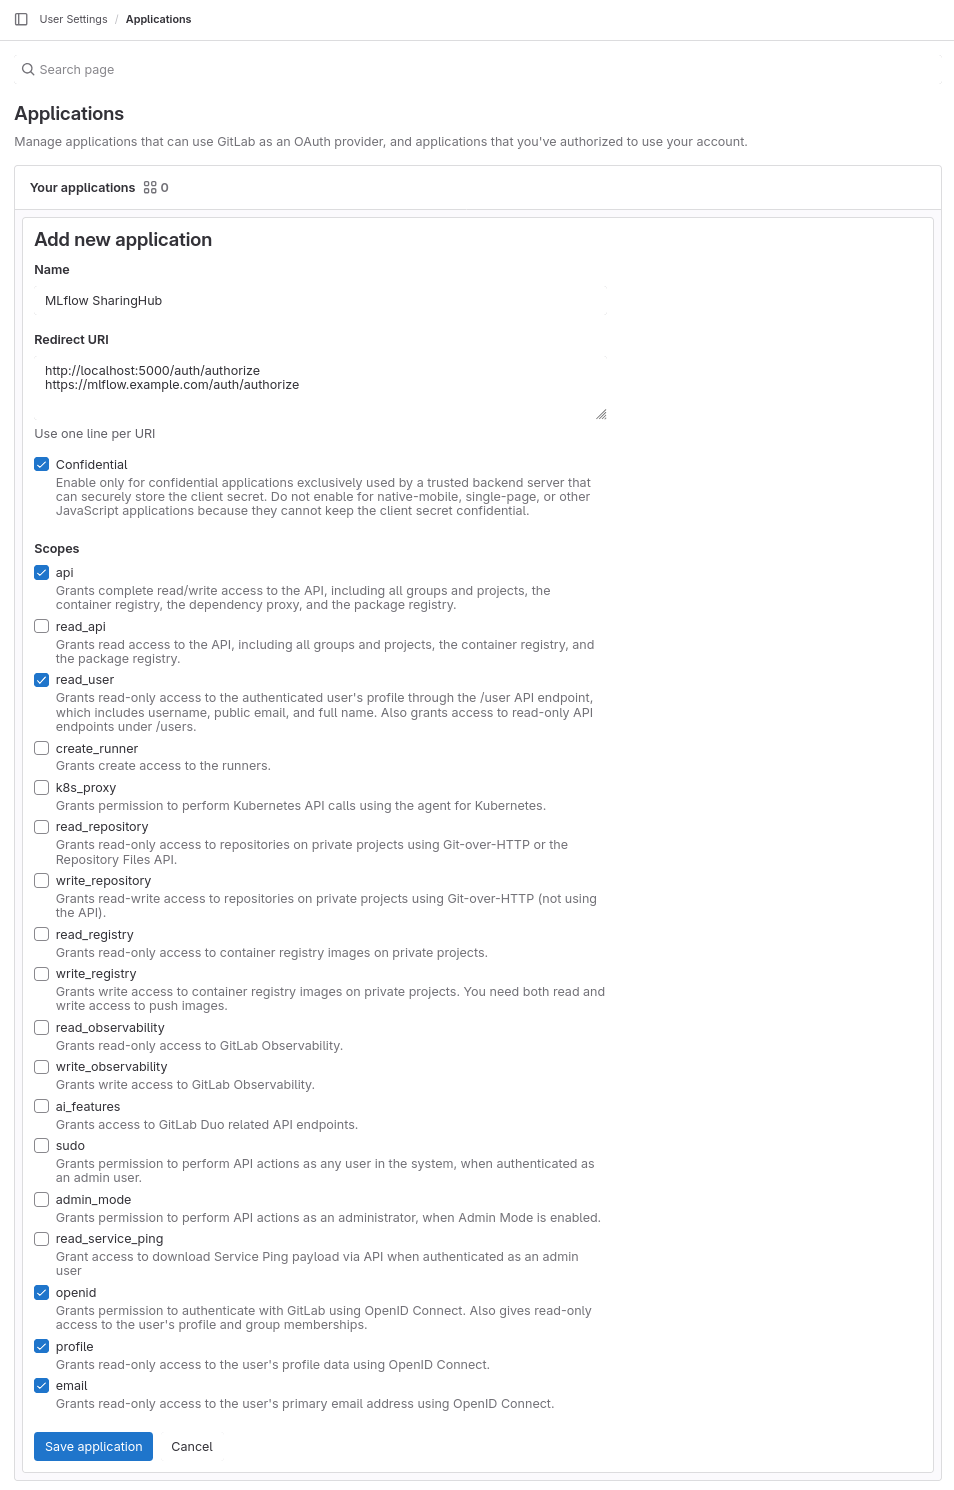 User Settings / Applications
Search page
Applications
Manage applications that can use GitLab as an OAuth provider, and applications that you've authorized to use your account.
Your applications 0
Add new application
Name
MLflow SharingHub
Redirect URI
http://localhost:5000/auth/authorize
https://mlflow.example.com/auth/authorize
Use one line per URI
Confidential
Enable only for confidential applications exclusively used by a trusted backend server that
can securely store the client secret. Do not enable for native-mobile, single-page, or other
JavaScript applications because they cannot keep the client secret confidential.
Scopes
api
Grants complete read/write access to the API, including all groups and projects, the
container registry, the dependency proxy, and the package registry.
read_api
Grants read access to the API, including all groups and projects, the container registry, and
the package registry.
read_user
Grants read-only access to the authenticated user's profile through the /user API endpoint,
which includes username, public email, and full name. Also grants access to read-only API
endpoints under /users.
create_runner
Grants create access to the runners.
k8s_proxy
Grants permission to perform Kubernetes API calls using the agent for Kubernetes.
read_repository
Grants read-only access to repositories on private projects using Git-over-HTTP or the
Repository Files API.
write_repository
Grants read-write access to repositories on private projects using Git-over-HTTP (not using
the API).
read_registry
Grants read-only access to container registry images on private projects.
write_registry
Grants write access to container registry images on private projects. You need both read and
write access to push images.
read_observability
Grants read-only access to GitLab Observability.
write_observability
Grants write access to GitLab Observability.
ai_features
Grants access to GitLab Duo related API endpoints.
sudo
Grants permission to perform API actions as any user in the system, when authenticated as
an admin user.
admin_mode
Grants permission to perform API actions as an administrator, when Admin Mode is enabled.
read_service_ping
Grant access to download Service Ping payload via API when authenticated as an admin
user
openid
Grants permission to authenticate with GitLab using OpenID Connect. Also gives read-only
access to the user's profile and group memberships.
profile
Grants read-only access to the user's profile data using OpenID Connect.
email
Grants read-only access to the user's primary email address using OpenID Connect.
Save application Cancel